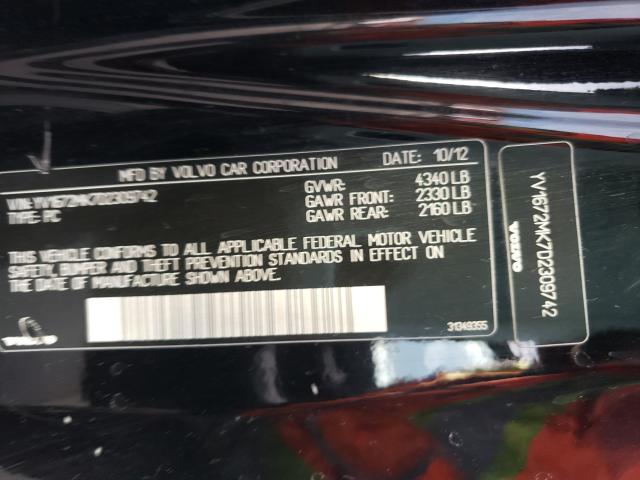 MFD BY VOLVO CAR CORPORATION DATE: 10/12
VIN: YV1672MK7D2309742
TYPE: PC
GVWR: 4340 LB
GAWR FRONT: 2330 LB
GAWR REAR: 2160 LB
THIS VEHICLE CONFORMS TO ALL APPLICABLE FEDERAL MOTOR VEHICLE
SAFETY, BUMPER AND THEFT PREVENTION STANDARDS IN EFFECT ON
THE DATE OF MANUFACTURE SHOWN ABOVE.
31349355
YV1672MK7D2309742
VOLVO